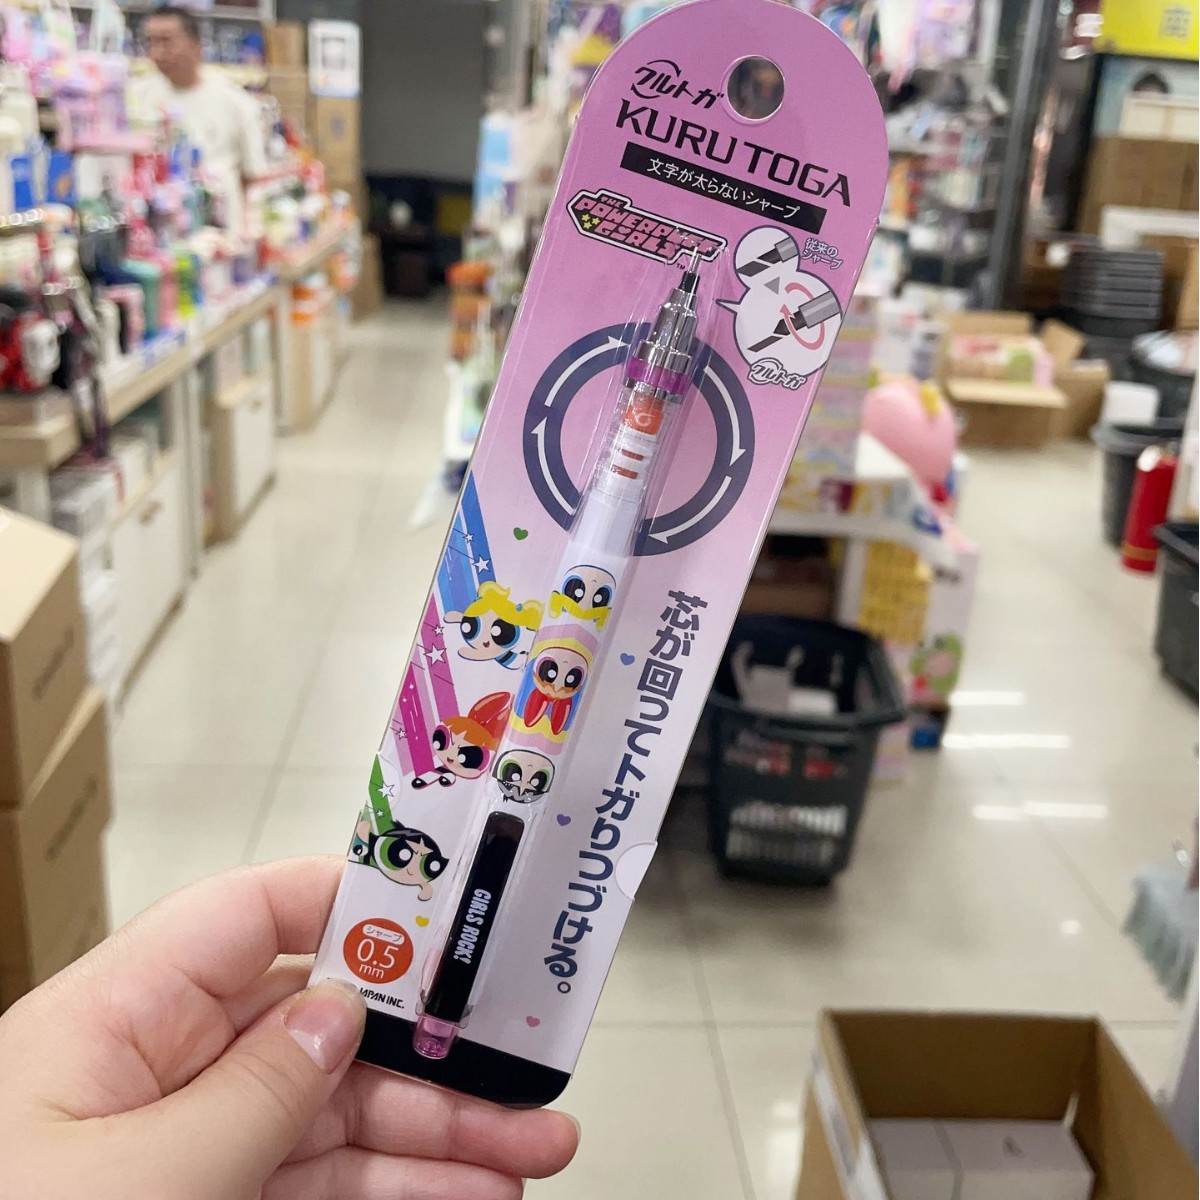 クルトガ
KURU TOGA
文字が太らないシャープ
THE
POWERPUFF
GIRLS
TM
従来の
シャープ
クルトガ
芯が回ってトガりつづける。
GIRLS ROCK!
シャープ
0.5
mm
JAPAN INC.